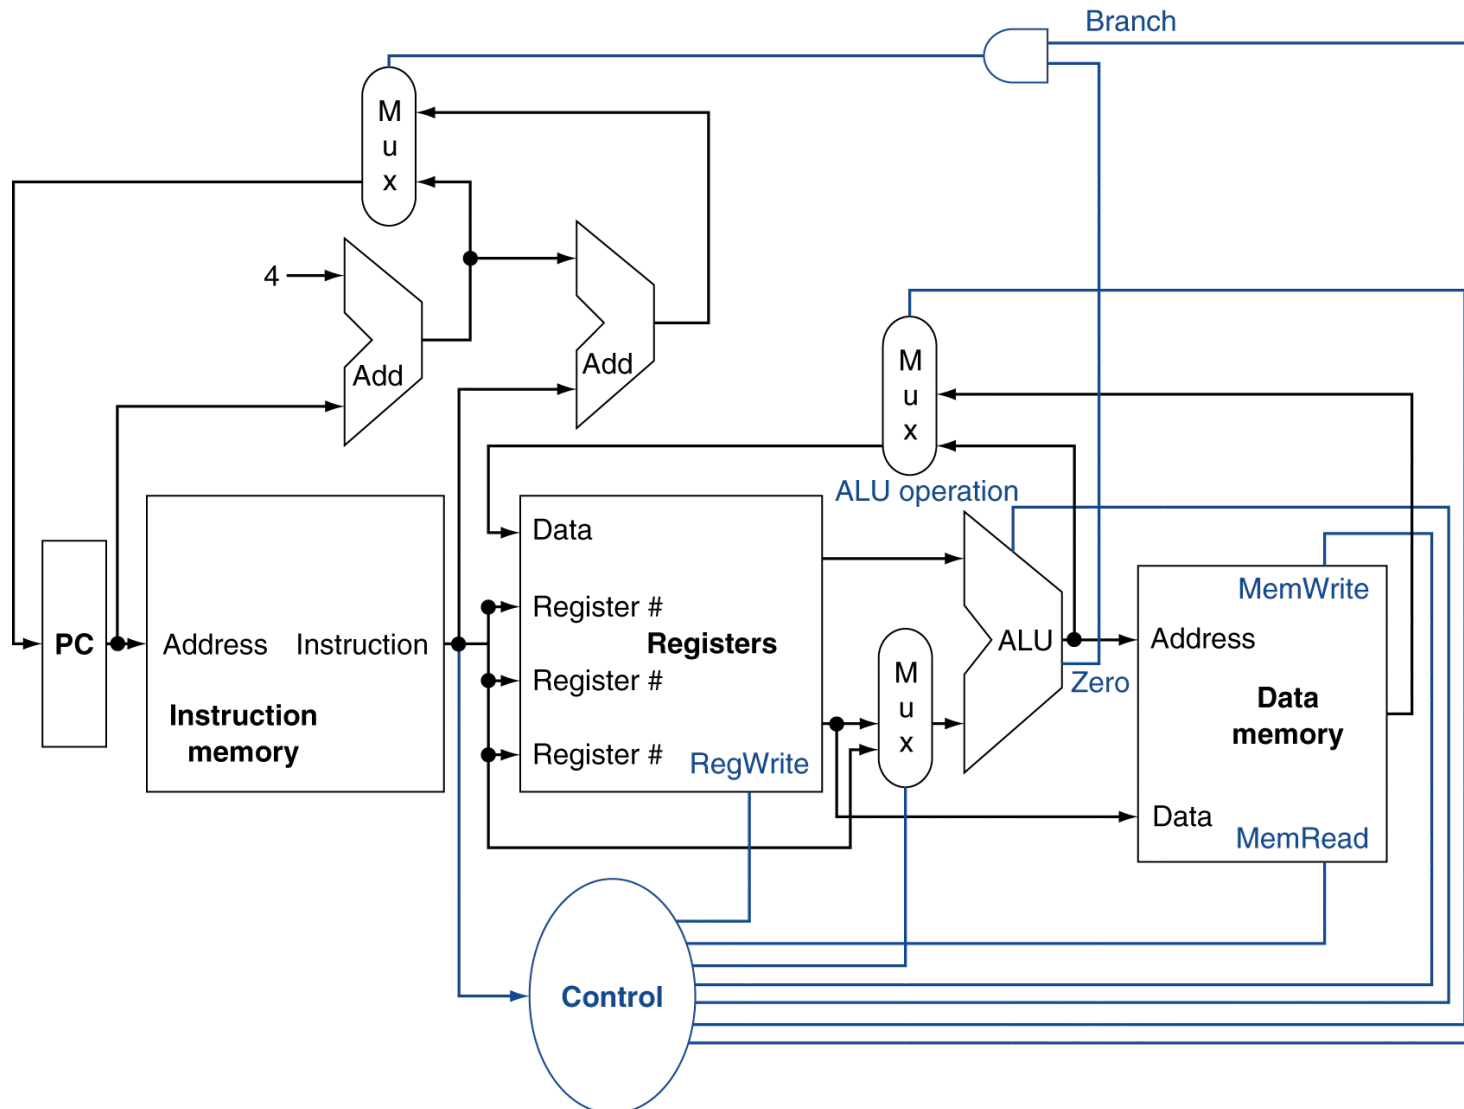 Branch
M
u
x
4
Add
Add
M
u
x
ALU operation
Data
Register #
Registers
Register #
Register #
RegWrite
PC
Address
Instruction
Instruction
memory
M
u
x
ALU
Zero
MemWrite
Address
Data
memory
Data
MemRead
Control